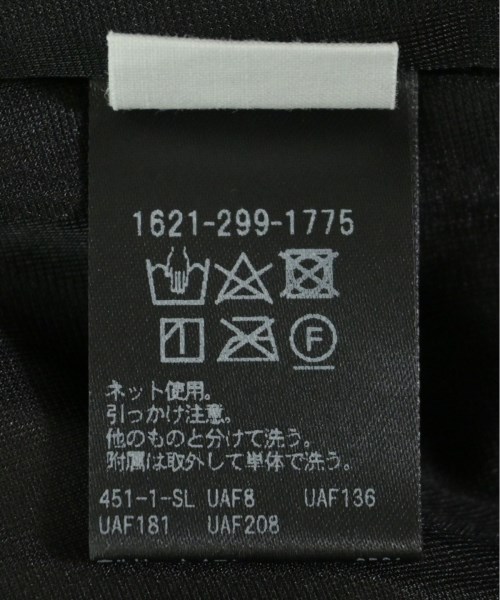 1621-299-1775
F
ネット使用。
引っかけ注意。
他のものと分けて洗う。
附属は取外して単体で洗う。
451-1-SL UAF8 UAF136
UAF181 UAF208